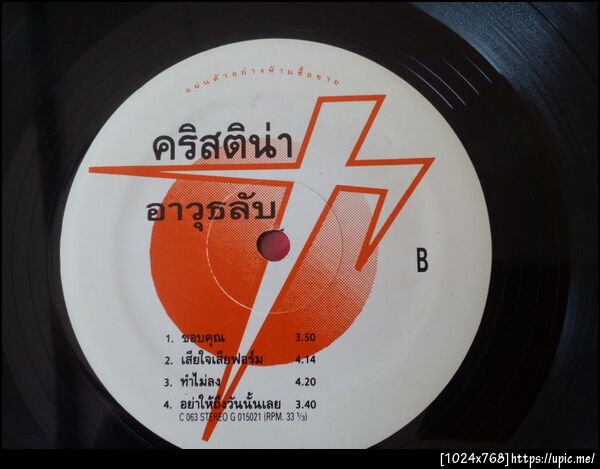 แผ่นตัวอย่างห้ามซื้อขาย
คริสติน่า
อาวุธลับ
B
1. ขอบคุณ 3.50
2. เสียใจเสียฟอร์ม 4.14
3. ทำไม่ลง 4.20
4. อย่าให้ถึงวันนั้นเลย 3.40
C 063 STEREO G 015021 (RPM. 33 ⅓)
[1024x768]https://upic.me/